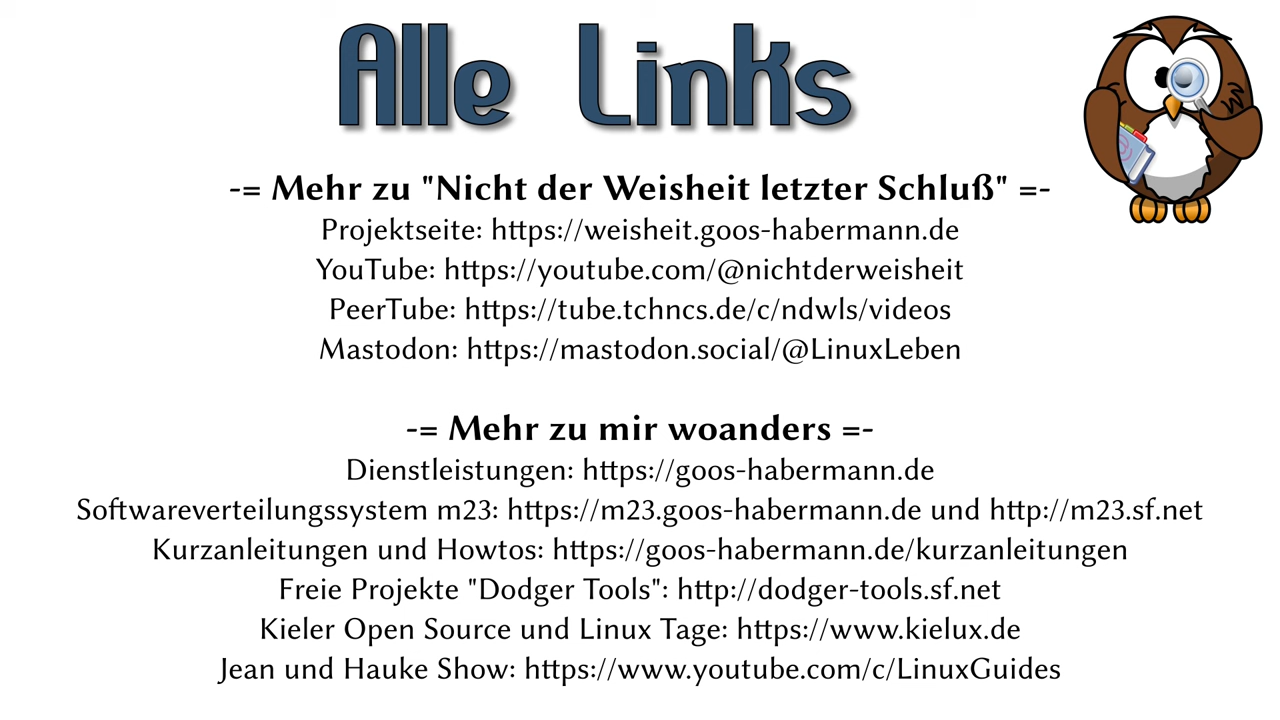 Alle Links
-= Mehr zu "Nicht der Weisheit letzter Schluß" =-
Projektseite: https://weisheit.goos-habermann.de
YouTube: https://youtube.com/@nichtderweisheit
PeerTube: https://tube.tchncs.de/c/ndwls/videos
Mastodon: https://mastodon.social/@LinuxLeben
-= Mehr zu mir woanders =-
Dienstleistungen: https://goos-habermann.de
Softwareverteilungssystem m23: https://m23.goos-habermann.de und http://m23.sf.net
Kurzanleitungen und Howtos: https://goos-habermann.de/kurzanleitungen
Freie Projekte "Dodger Tools": http://dodger-tools.sf.net
Kieler Open Source und Linux Tage: https://www.kielux.de
Jean und Hauke Show: https://www.youtube.com/c/LinuxGuides